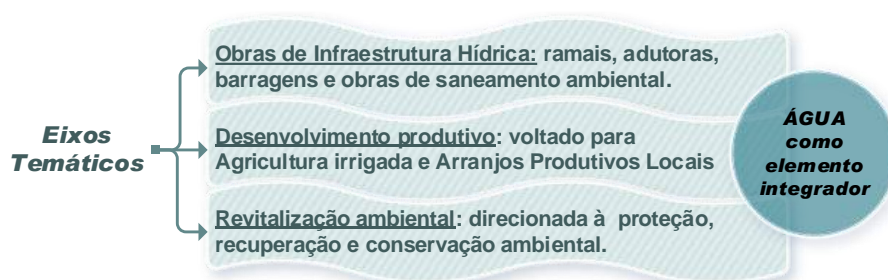 Eixos
Temáticos
Obras de Infraestrutura Hídrica: ramais, adutoras,
barragens e obras de saneamento ambiental.
Desenvolvimento produtivo: voltado para
Agricultura irrigada e Arranjos Produtivos Locais
Revitalização ambiental: direcionada à proteção,
recuperação e conservação ambiental.
ÁGUA
como
elemento
integrador